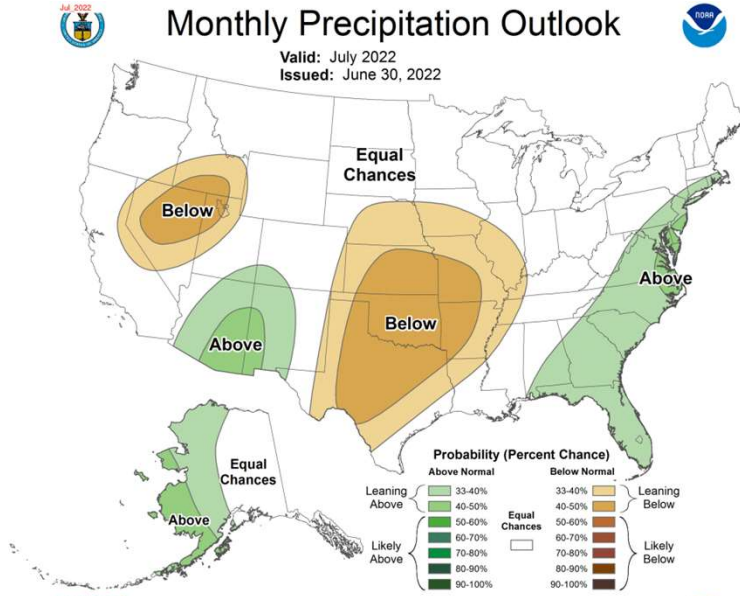 Jul_2022
Monthly Precipitation Outlook
NOAA
Valid: July 2022
Issued: June 30, 2022
Equal
Chances
Below
Above
Above
Below
Equal
Chances
Above
Probability (Percent Chance)
Above Normal
Below Normal
Leaning
Above
33-40%
40-50%
50-60%
60-70%
70-80%
80-90%
90-100%
Likely
Above
Equal
Chances
33-40%
40-50%
50-60%
60-70%
70-80%
80-90%
90-100%
Leaning
Below
Likely
Below